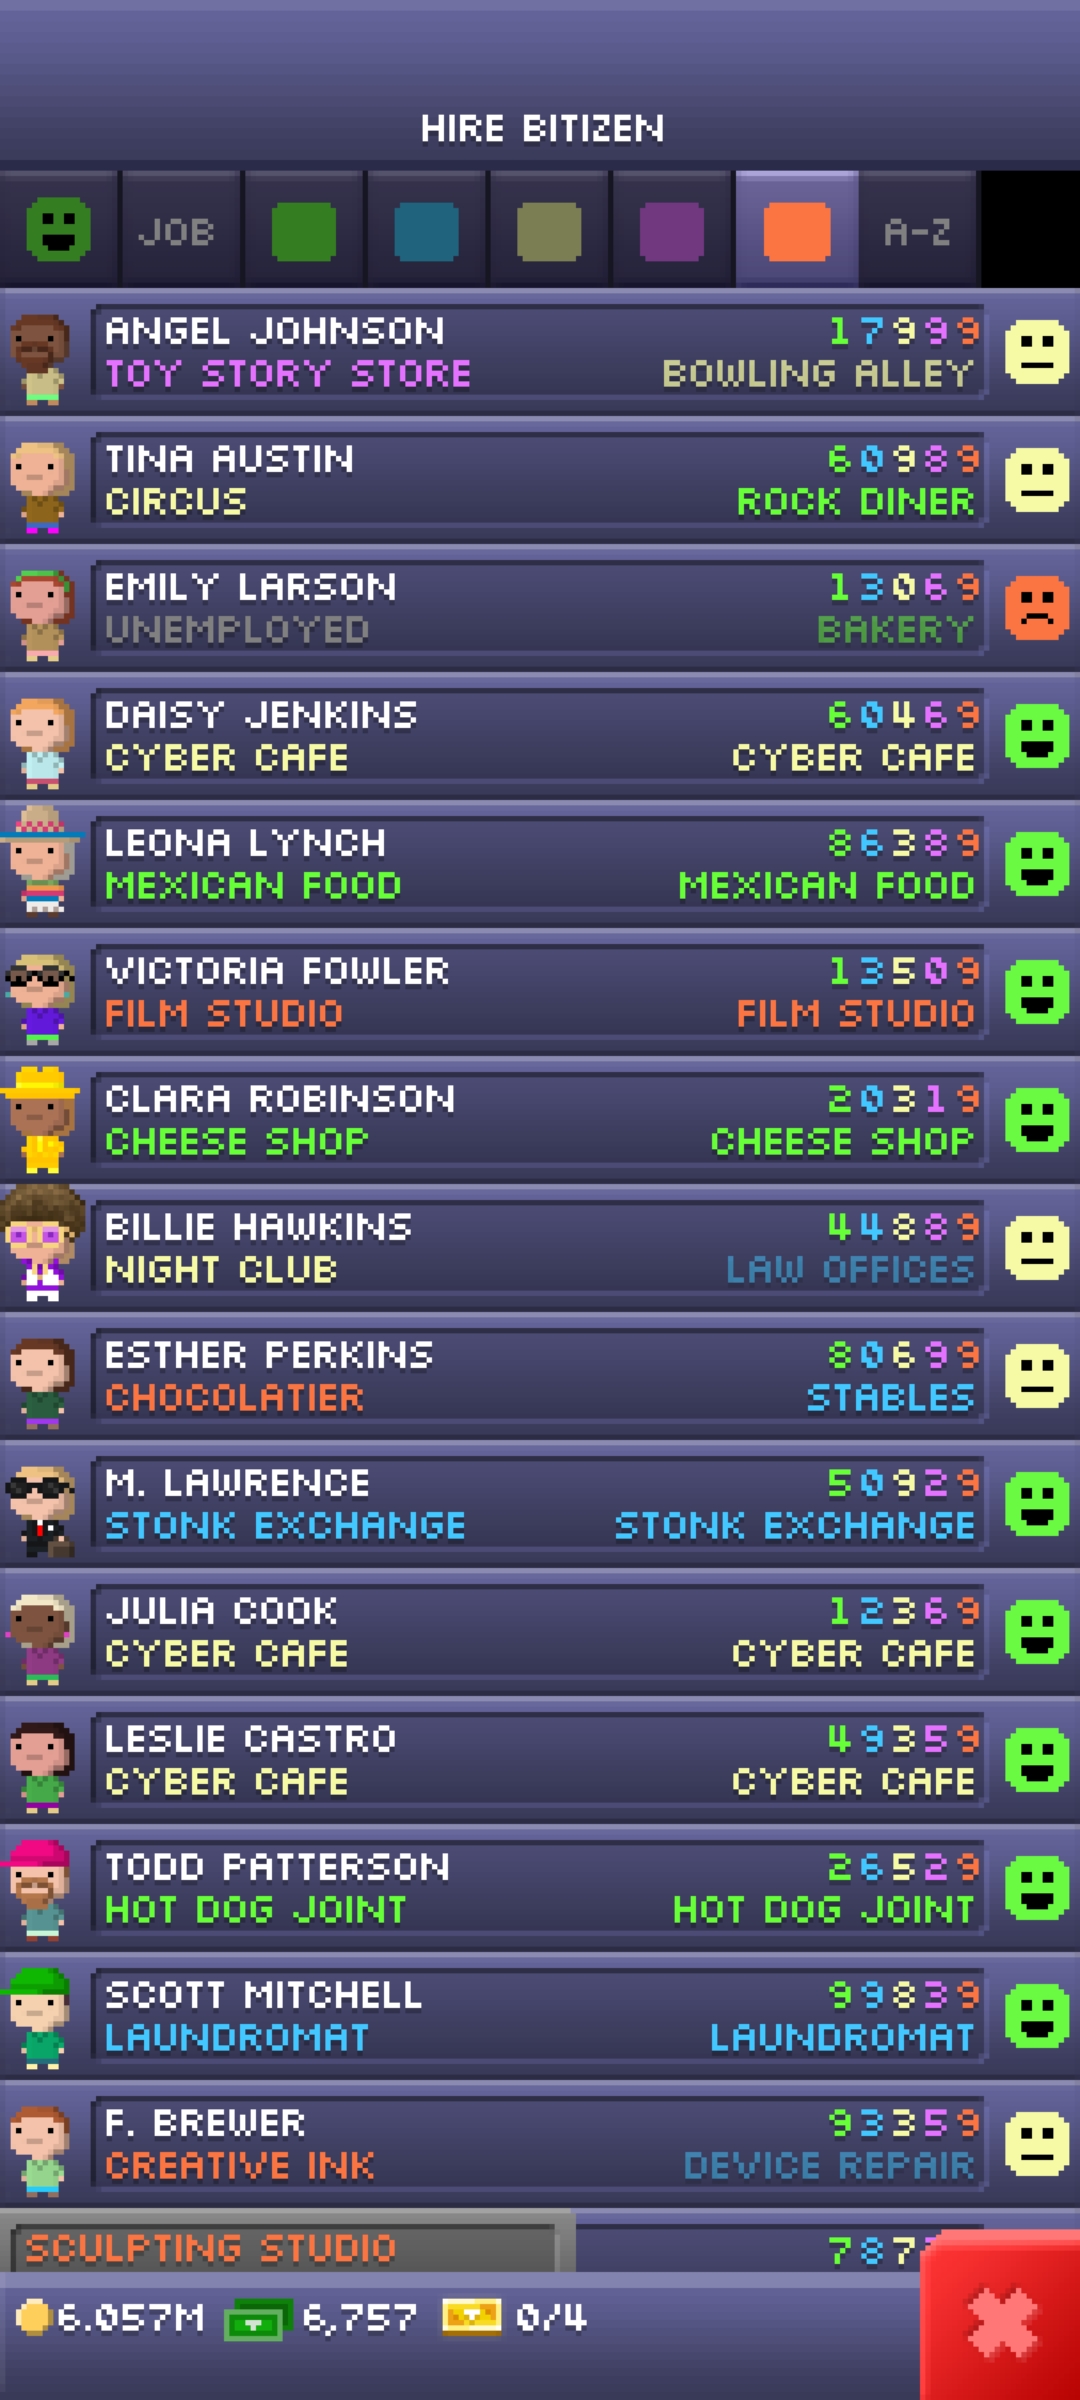 HIRE BITIZEN
JOB A-Z
ANGEL JOHNSON 17999
TOY STORY STORE BOWLING ALLEY
TINA AUSTIN 60989
CIRCUS ROCK DINER
EMILY LARSON 13069
UNEMPLOYED BAKERY
DAISY JENKINS 60469
CYBER CAFE CYBER CAFE
LEONA LYNCH 86389
MEXICAN FOOD MEXICAN FOOD
VICTORIA FOWLER 13509
FILM STUDIO FILM STUDIO
CLARA ROBINSON 20319
CHEESE SHOP CHEESE SHOP
BILLIE HAWKINS 44889
NIGHT CLUB LAW OFFICES
ESTHER PERKINS 80699
CHOCOLATIER STABLES
M. LAWRENCE 50929
STONK EXCHANGE STONK EXCHANGE
JULIA COOK 12369
CYBER CAFE CYBER CAFE
LESLIE CASTRO 49359
CYBER CAFE CYBER CAFE
TODD PATTERSON 26529
HOT DOG JOINT HOT DOG JOINT
SCOTT MITCHELL 99839
LAUNDROMAT LAUNDROMAT
F. BREWER 93359
CREATIVE INK DEVICE REPAIR
SCULPTING STUDIO 787
6.057M 6,757 0/4